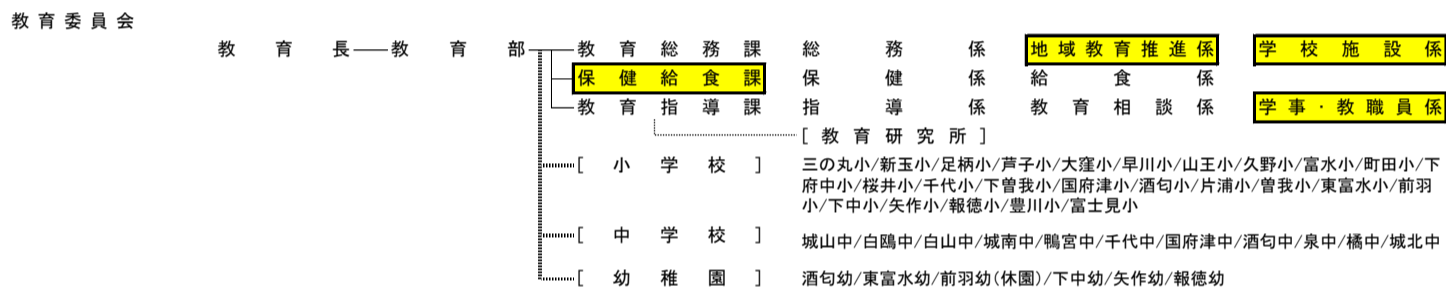 教育委員会
教育長 教育部 教育総務課 総務係 地域教育推進係 学校施設係
保健給食課 保健係 給食係
教育指導課 指導係 教育相談係 学事・教職員係
[教育研究所]
[小学校] 三の丸小/新玉小/足柄小/芦子小/大窪小/早川小/山王小/久野小/富水小/町田小/下
府中小/桜井小/千代小/下曽我小/国府津小/酒匂小/片浦小/曽我小/東富水小/前羽
小/下中小/矢作小/報徳小/豊川小/富士見小
[中学校] 城山中/白鴎中/白山中/城南中/鴨宮中/千代中/国府津中/酒匂中/泉中/橘中/城北中
[幼稚園] 酒匂幼/東富水幼/前羽幼(休園)/下中幼/矢作幼/報徳幼